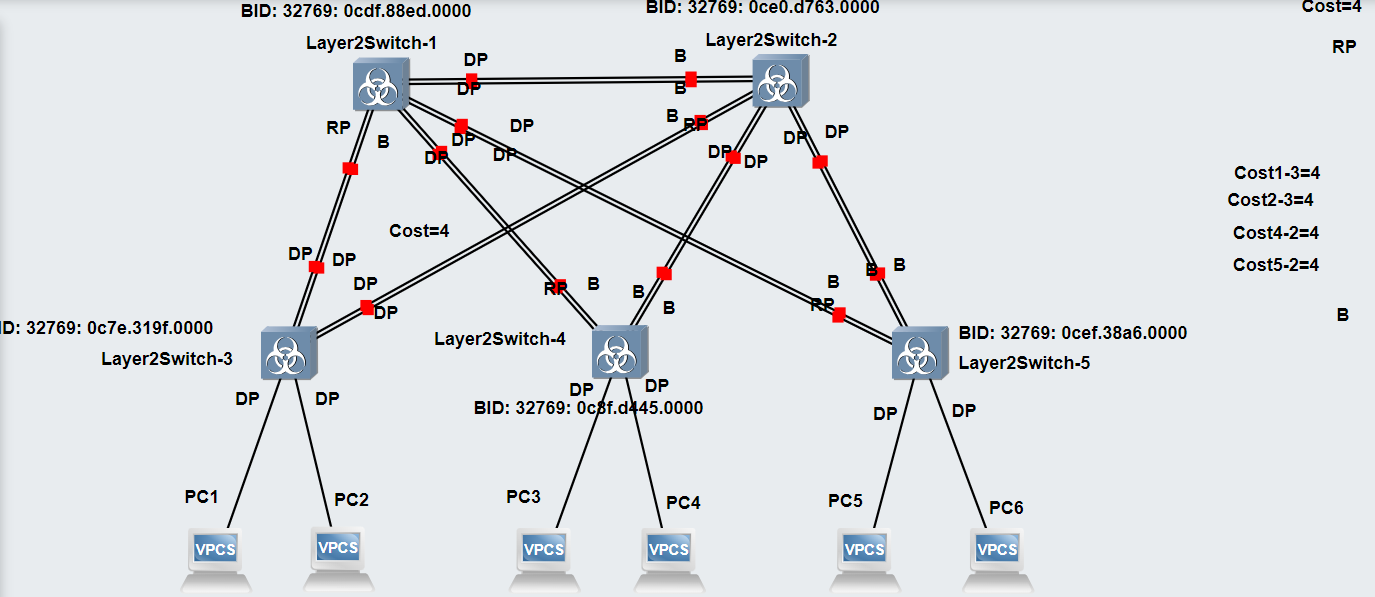 BID: 32769: 0cdf.88ed.0000
BID: 32769: 0ce0.d763.0000
Cost=4
Layer2Switch-1
Layer2Switch-2
RP
DP
B
DP
B
B
RP
DP
DP
DP
DP
RP
B
DP
DP
DP
DP
Cost1-3=4
Cost2-3=4
Cost=4
Cost4-2=4
Cost5-2=4
DP
DP
B
B
DP
DP
RP
B
B
B
B
RP
B
ID: 32769: 0c7e.319f.0000
Layer2Switch-3
Layer2Switch-4
BID: 32769: 0cef.38a6.0000
Layer2Switch-5
DP
DP
DP
DP
BID: 32769: 0c8f.d445.0000
DP
DP
PC1
PC2
PC3
PC4
PC5
PC6
VPCS
VPCS
VPCS
VPCS
VPCS
VPCS